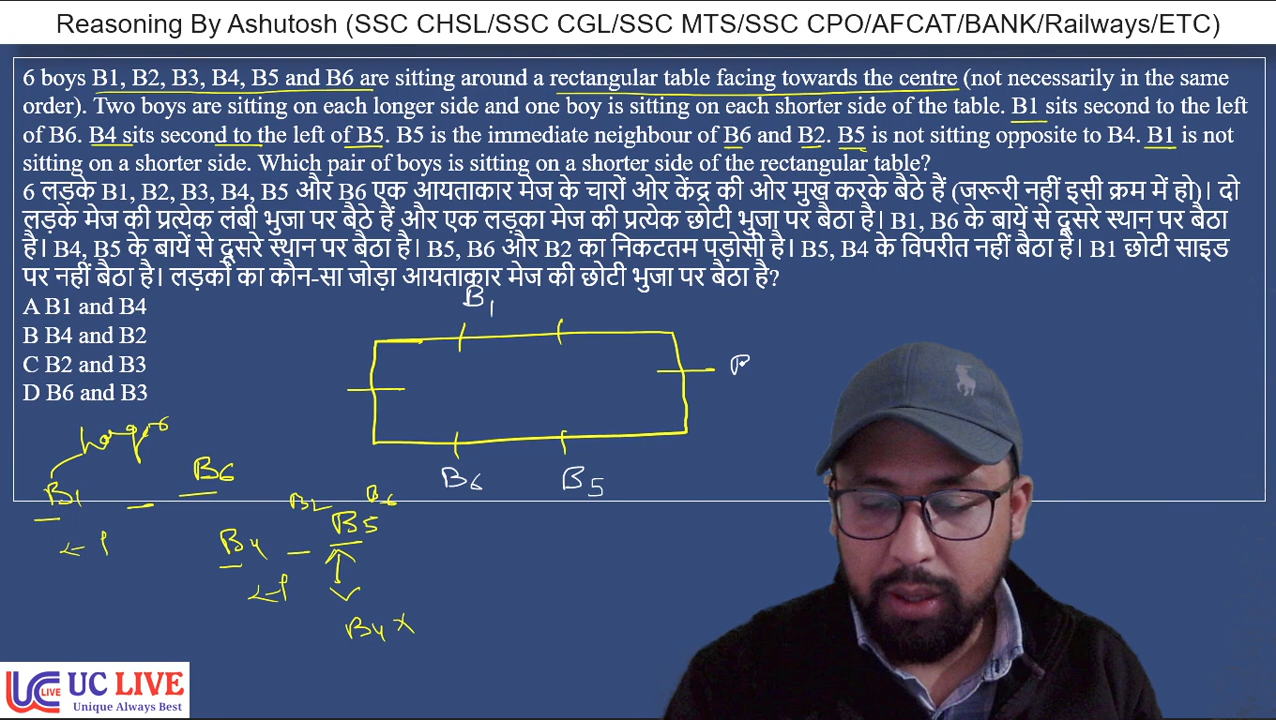 Reasoning By Ashutosh (SSC CHSL/SSC CGL/SSC MTS/SSC CPO/AFCAT/BANK/Railways/ETC)
6 boys B1, B2, B3, B4, B5 and B6 are sitting around a rectangular table facing towards the centre (not necessarily in the same
order). Two boys are sitting on each longer side and one boy is sitting on each shorter side of the table. B1 sits second to the left
of B6. B4 sits second to the left of B5. B5 is the immediate neighbour of B6 and B2. B5 is not sitting opposite to B4. B1 is not
sitting on a shorter side. Which pair of boys is sitting on a shorter side of the rectangular table?
6 लड़के B1, B2, B3, B4, B5 और B6 एक आयताकार मेज के चारों ओर केंद्र की ओर मुख करके बैठे हैं (जरूरी नहीं इसी क्रम में हो)। दो
लड़के मेज की प्रत्येक लंबी भुजा पर बैठे हैं और एक लड़का मेज की प्रत्येक छोटी भुजा पर बैठा है। B1, B6 के बायें से दूसरे स्थान पर बैठा
है। B4, B5 के बायें से दूसरे स्थान पर बैठा है। B5, B6 और B2 का निकटतम पड़ोसी है। B5, B4 के विपरीत नहीं बैठा है। B1 छोटी साइड
पर नहीं बैठा है। लड़कों का कौन-सा जोड़ा आयताकार मेज की छोटी भुजा पर बैठा है?
A B1 and B4
B B4 and B2
C B2 and B3
D B6 and B3
B1
B6 B5
B1 B6
B2 B6
B4 B5
B4 ×
UC LIVE
LIVE
Unique Always Best